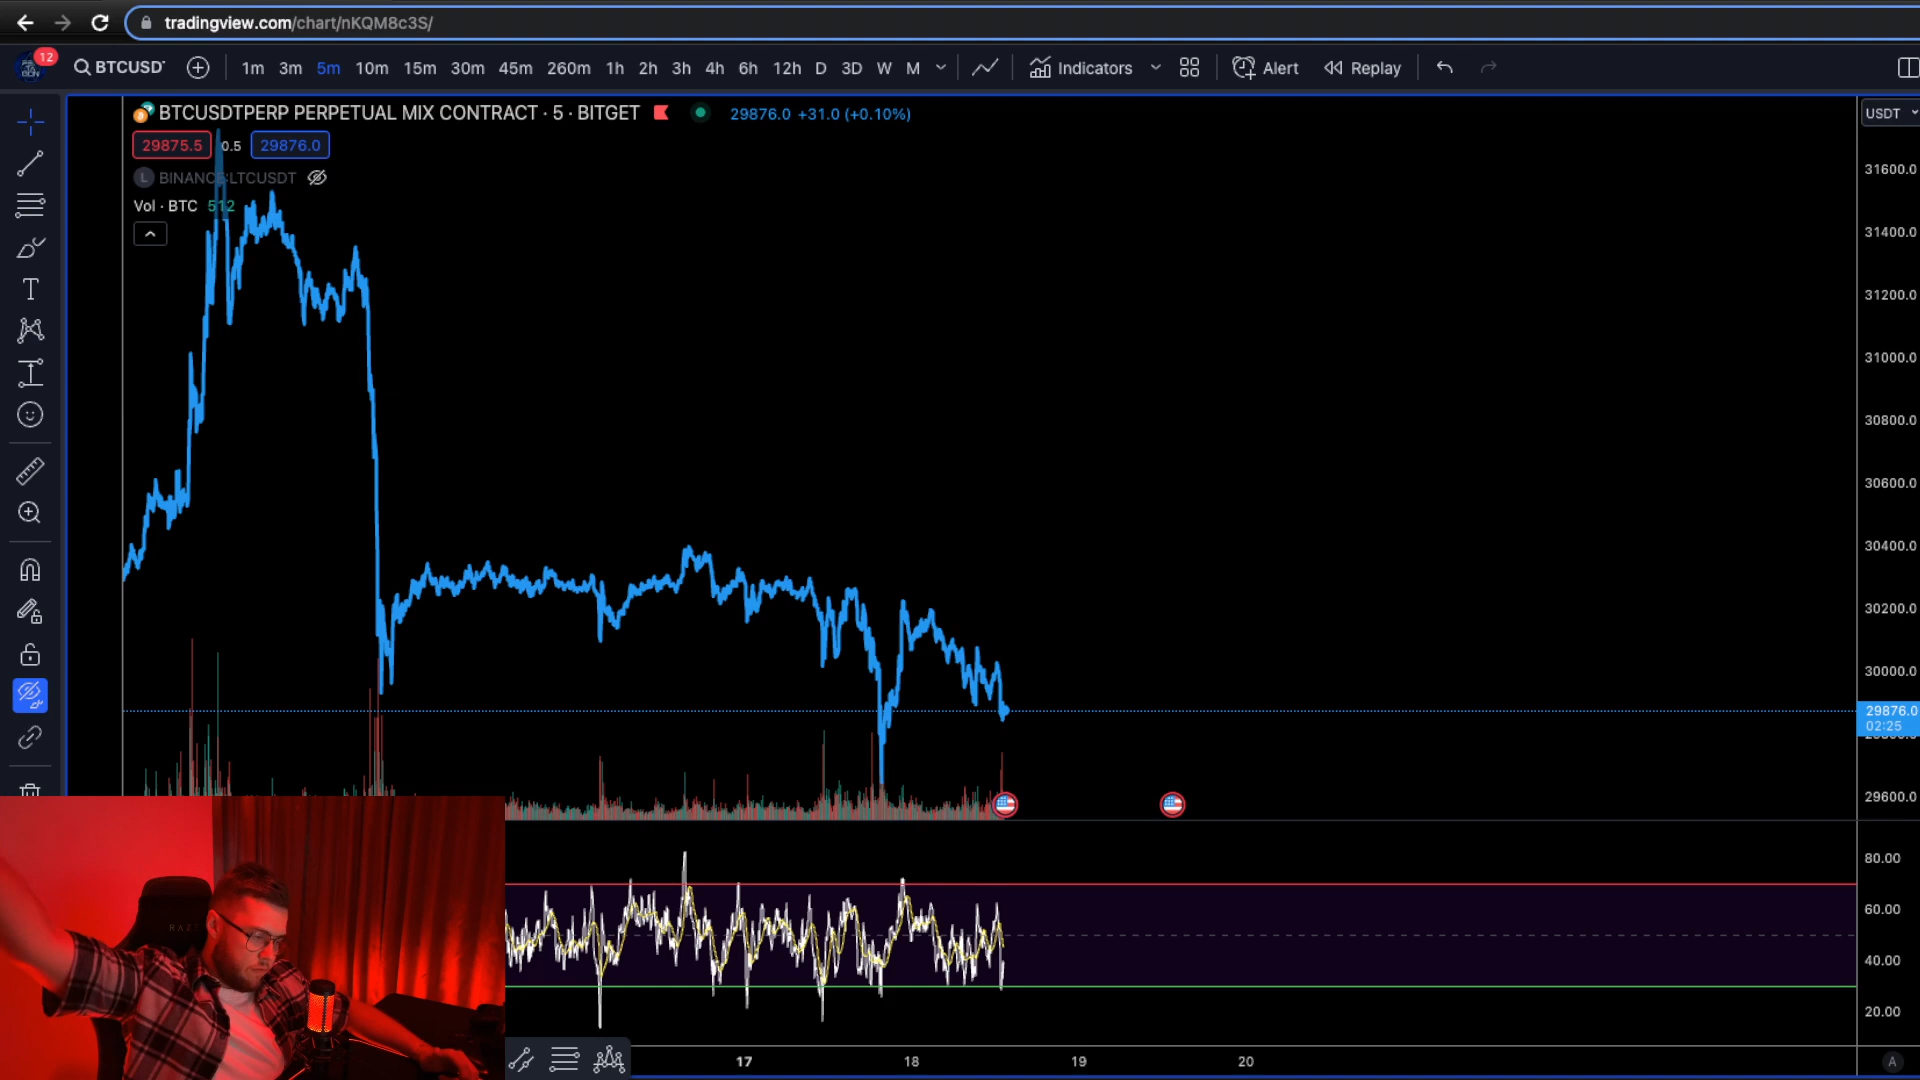 tradingview.com/chart/nKQM8c3S/
12
BTCUSDT
1m 3m 5m 10m 15m 30m 45m 260m 1h 2h 3h 4h 6h 12h D 3D W M
Indicators
Alert
Replay
BTCUSDTPERP PERPETUAL MIX CONTRACT · 5 · BITGET 29876.0 +31.0 (+0.10%)
USDT
29875.5 0.5 29876.0
L BINANCE:LTCUSDT
Vol · BTC 512
31600.0
31400.0
31200.0
31000.0
30800.0
30600.0
30400.0
30200.0
30000.0
29876.0
02:25
29600.0
80.00
60.00
40.00
20.00
17 18 19 20
A